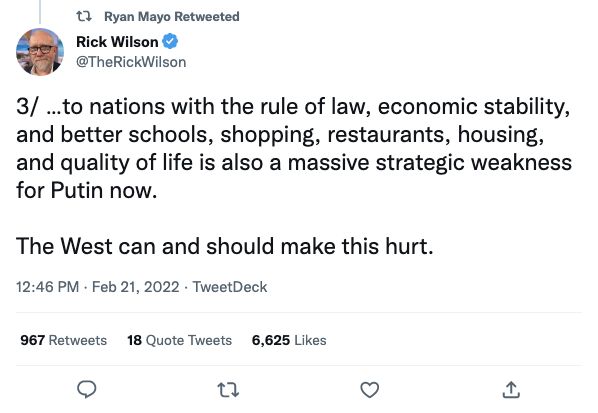 Ryan Mayo Retweeted
Rick Wilson
@TheRickWilson
3/ ...to nations with the rule of law, economic stability,
and better schools, shopping, restaurants, housing,
and quality of life is also a massive strategic weakness
for Putin now.
The West can and should make this hurt.
12:46 PM · Feb 21, 2022 · TweetDeck
967 Retweets 18 Quote Tweets 6,625 Likes